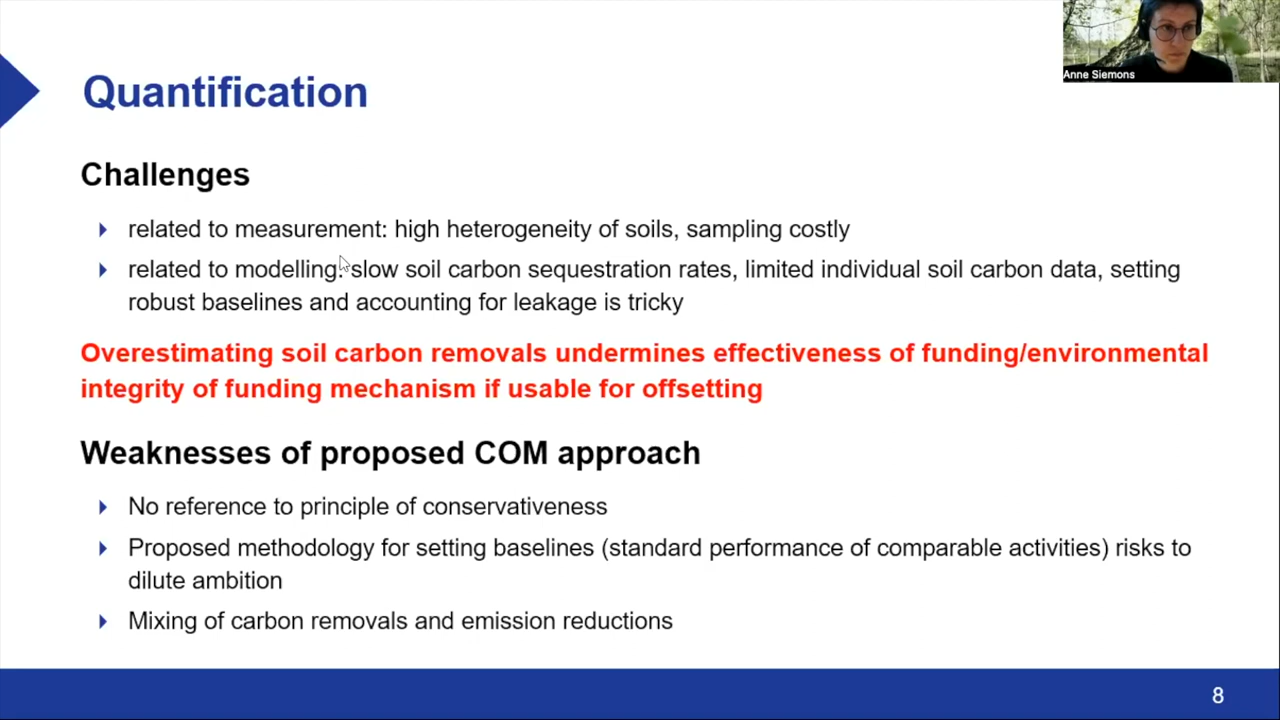 Anne Siemons
Quantification
Challenges
related to measurement: high heterogeneity of soils, sampling costly
related to modelling: slow soil carbon sequestration rates, limited individual soil carbon data, setting
robust baselines and accounting for leakage is tricky
Overestimating soil carbon removals undermines effectiveness of funding/environmental
integrity of funding mechanism if usable for offsetting
Weaknesses of proposed COM approach
No reference to principle of conservativeness
Proposed methodology for setting baselines (standard performance of comparable activities) risks to
dilute ambition
Mixing of carbon removals and emission reductions
8